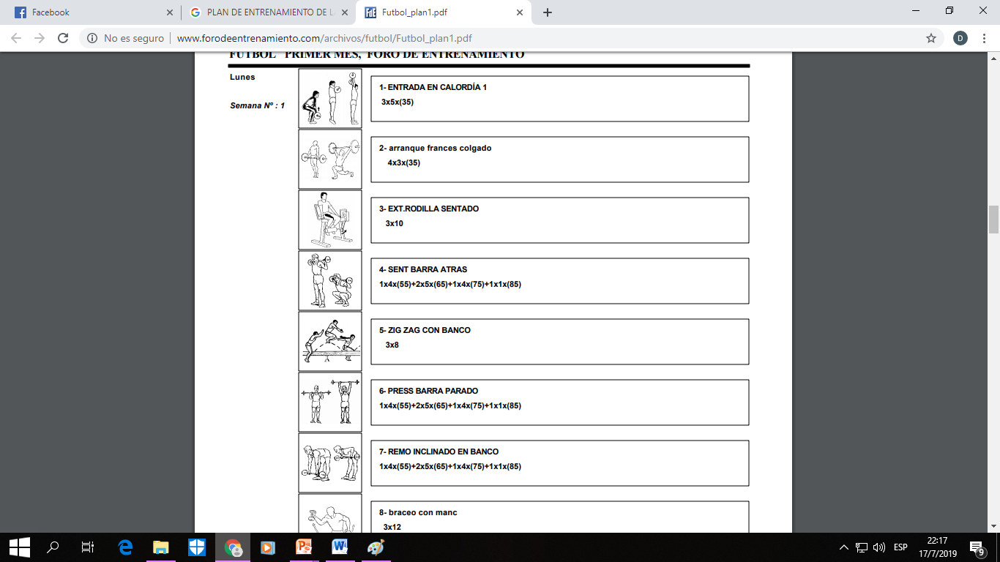 Facebook
PLAN DE ENTRENAMIENTO DE L
Futbol_plan1.pdf
No es seguro
www.forodeentrenamiento.com/archivos/futbol/Futbol_plan1.pdf
D
FUTBOL PRIMER MES, FORO DE ENTRENAMIENTO
Lunes
Semana Nº : 1
1- ENTRADA EN CALORDÍA 1
3x5x(35)
2- arranque frances colgado
4x3x(35)
3- EXT.RODILLA SENTADO
3x10
4- SENT BARRA ATRAS
1x4x(55)+2x5x(65)+1x4x(75)+1x1x(85)
5- ZIG ZAG CON BANCO
3x8
6- PRESS BARRA PARADO
1x4x(55)+2x5x(65)+1x4x(75)+1x1x(85)
7- REMO INCLINADO EN BANCO
1x4x(55)+2x5x(65)+1x4x(75)+1x1x(85)
8- braceo con manc
3x12
ESP
22:17
17/7/2019
9